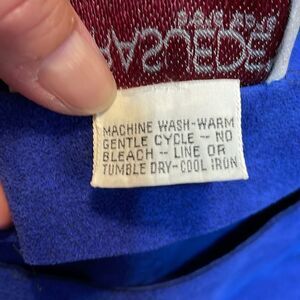 MACHINE WASH-WARM
GENTLE CYCLE - NO
BLEACH - LINE OR
TUMBLE DRY-COOL IRON